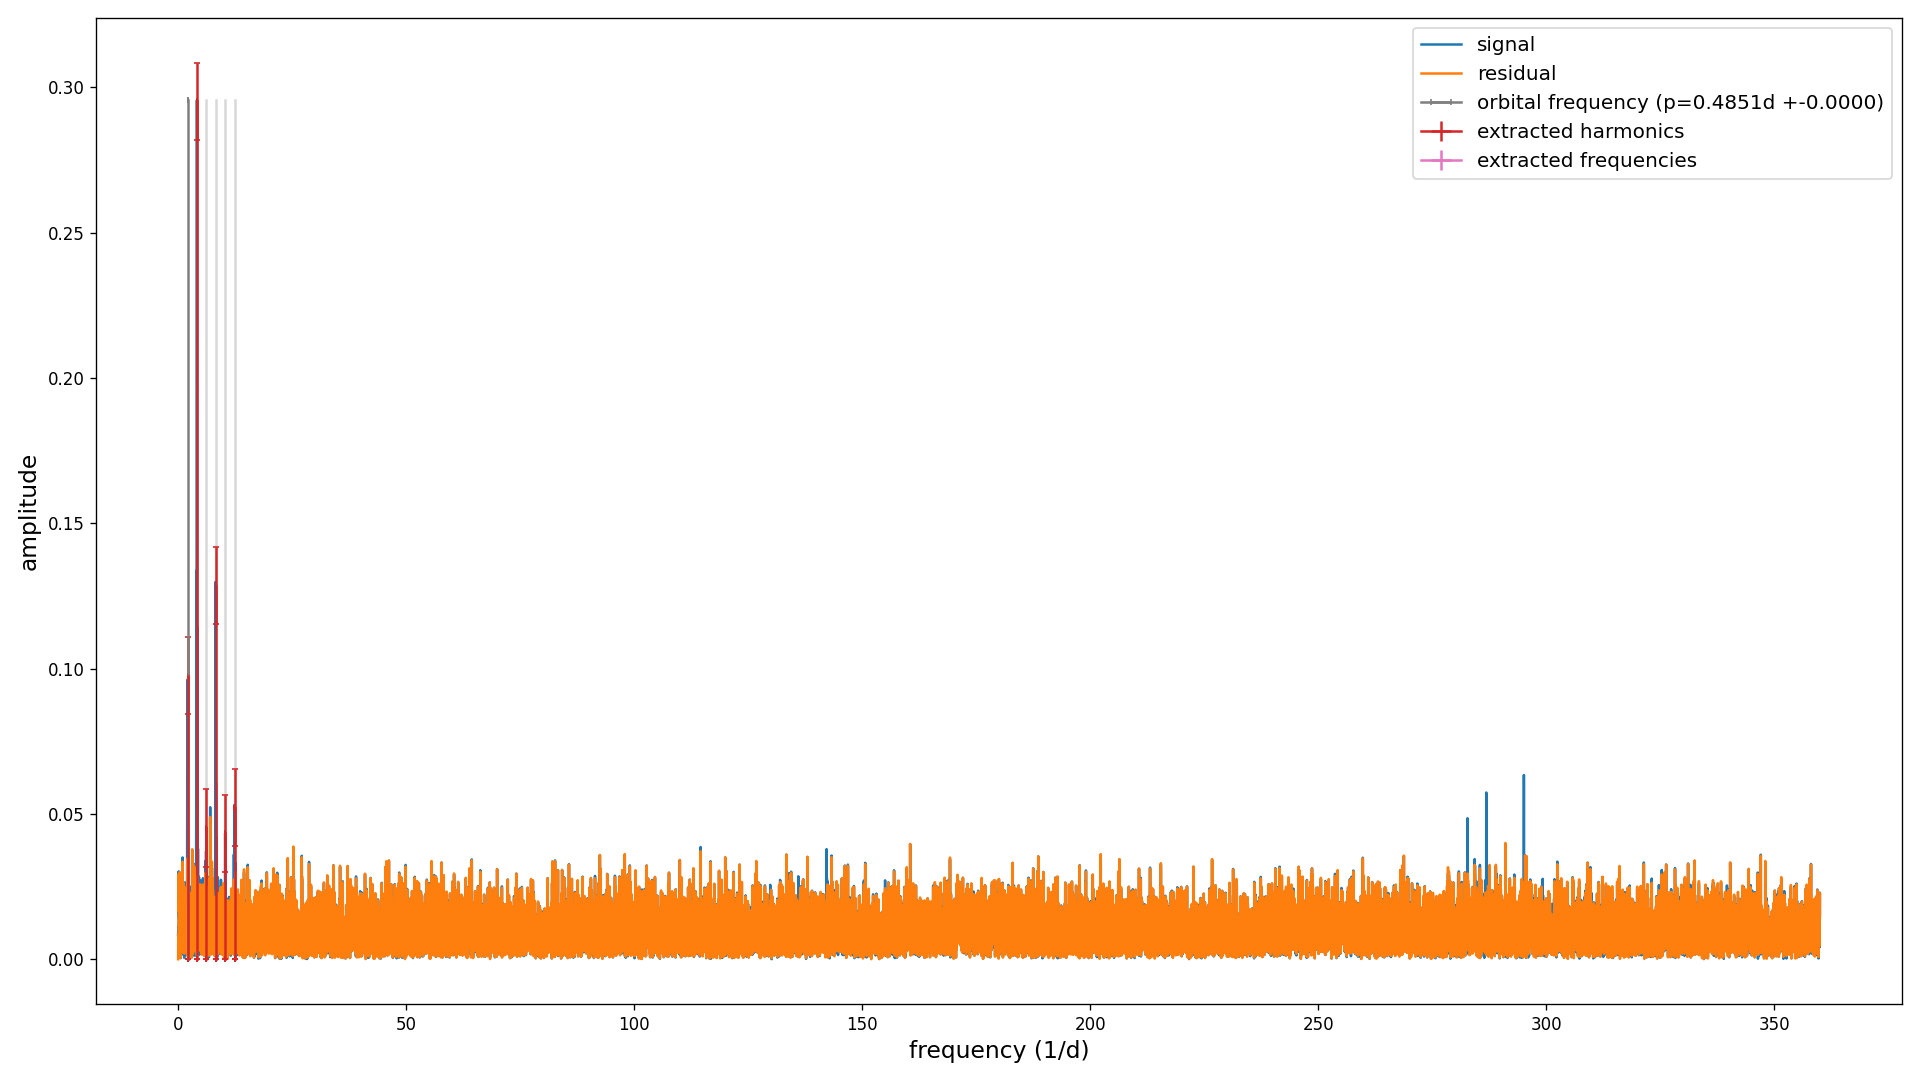 signal
residual
orbital frequency (p=0.4851d +-0.0000)
extracted harmonics
extracted frequencies
0.30
0.25
0.20
0.15
0.10
0.05
0.00
amplitude
0 50 100 150 200 250 300 350
frequency (1/d)